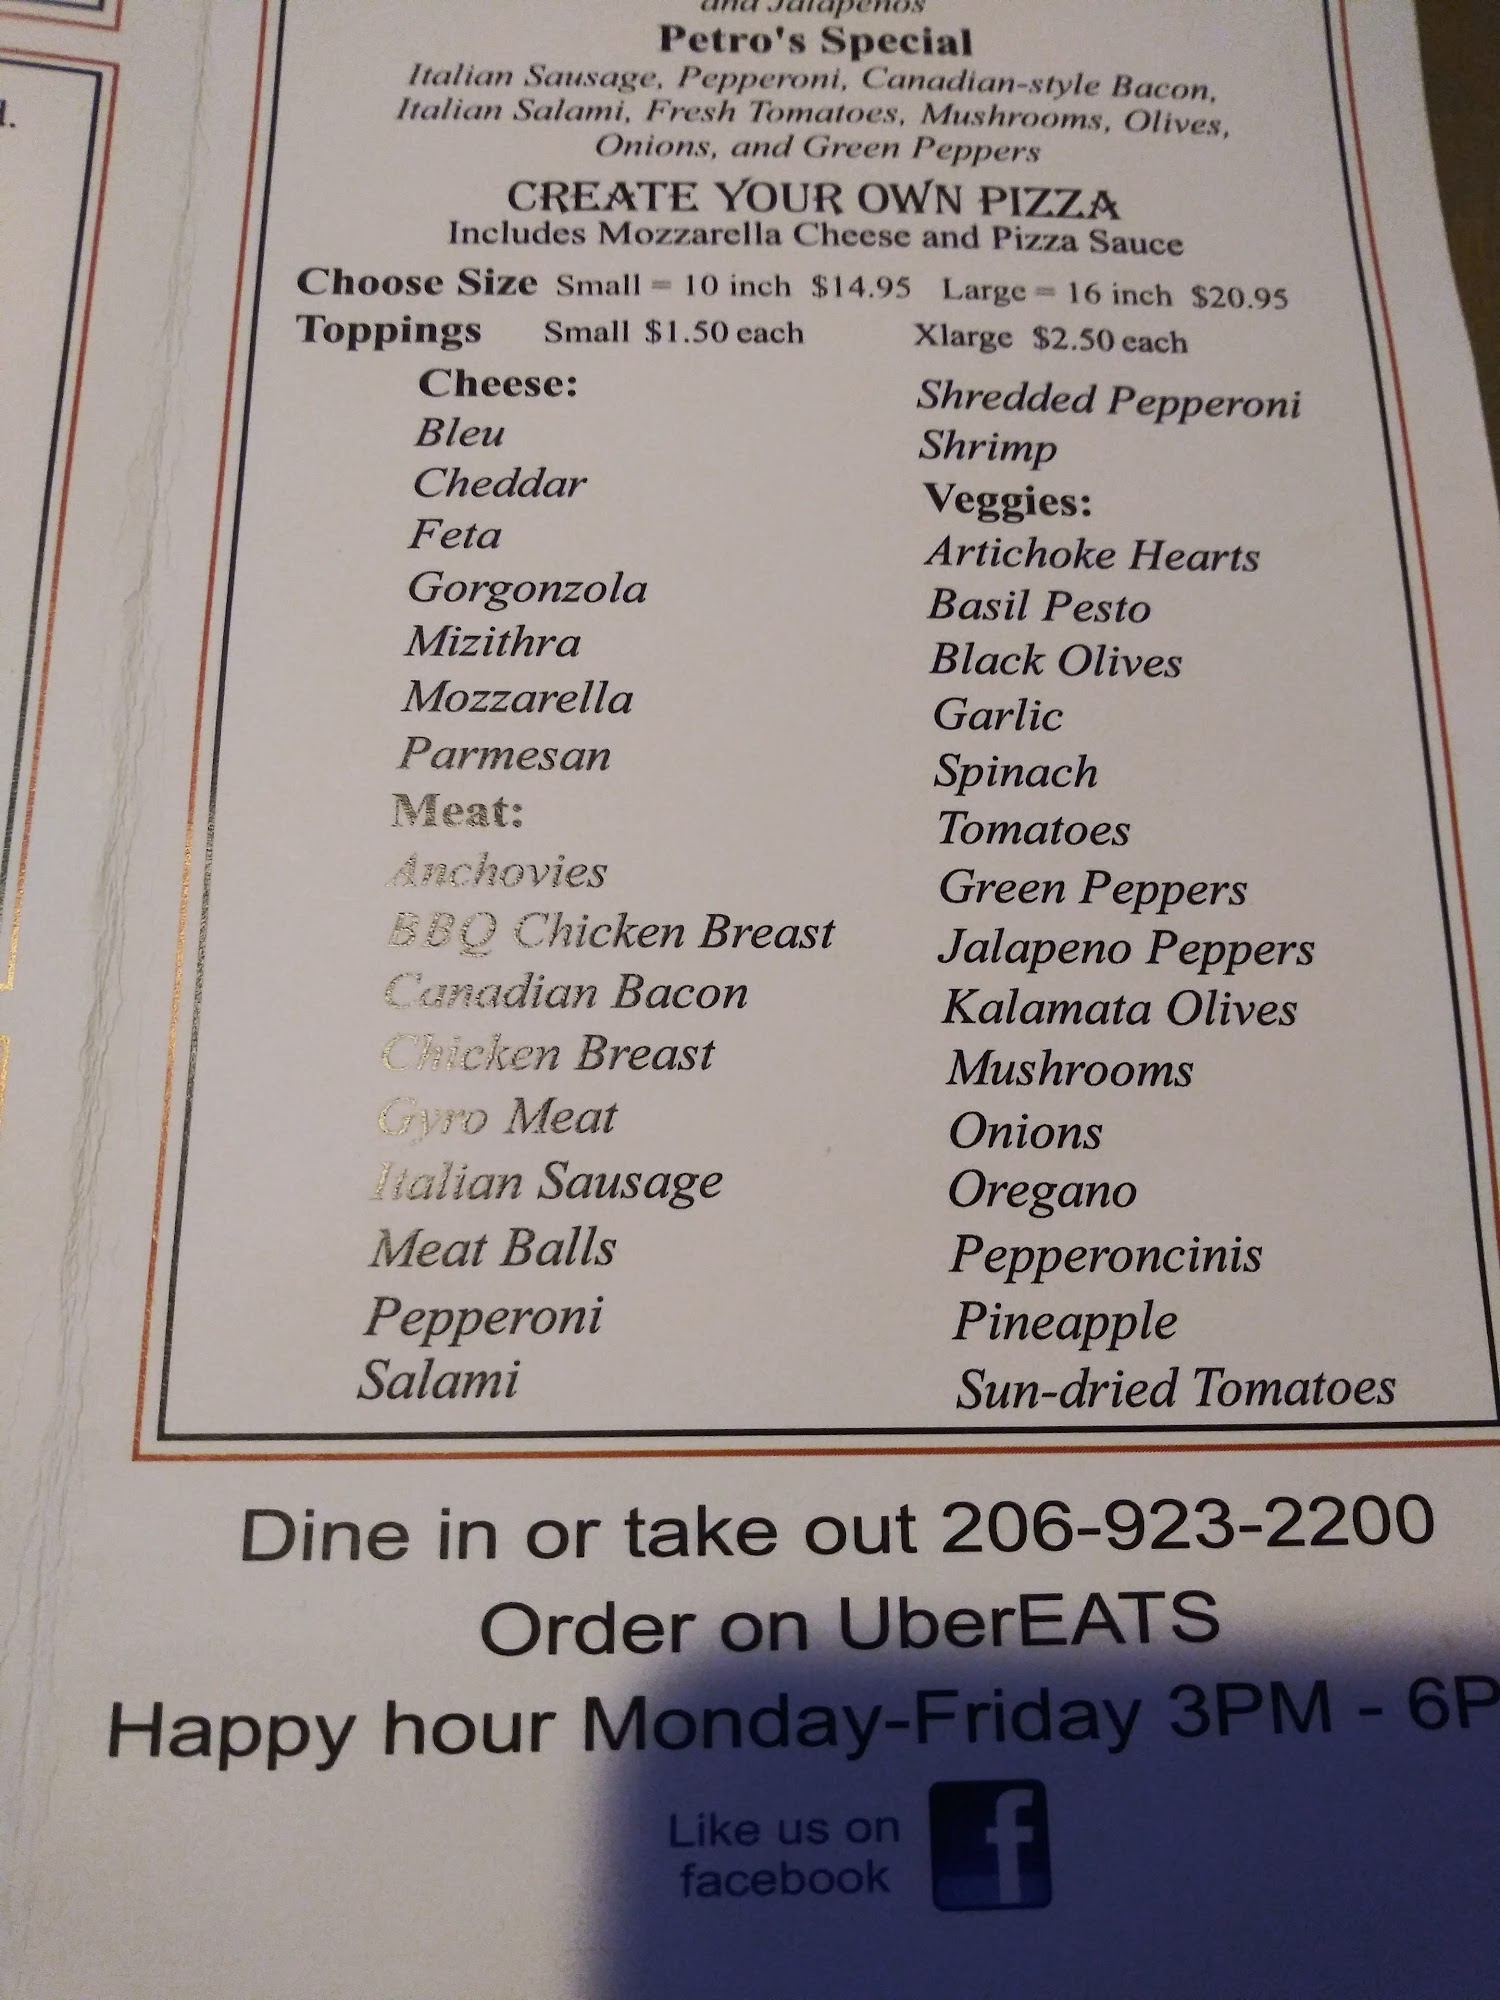 and Jalapenos
Petro's Special
Italian Sausage, Pepperoni, Canadian-style Bacon,
Italian Salami, Fresh Tomatoes, Mushrooms, Olives,
Onions, and Green Peppers
CREATE YOUR OWN PIZZA
Includes Mozzarella Cheese and Pizza Sauce
Choose Size Small = 10 inch $14.95 Large = 16 inch $20.95
Toppings Small $1.50 each Xlarge $2.50 each
Cheese:
Bleu
Cheddar
Feta
Gorgonzola
Mizithra
Mozzarella
Parmesan
Meat:
Anchovies
BBQ Chicken Breast
Canadian Bacon
Chicken Breast
Gyro Meat
Italian Sausage
Meat Balls
Pepperoni
Salami
Shredded Pepperoni
Shrimp
Veggies:
Artichoke Hearts
Basil Pesto
Black Olives
Garlic
Spinach
Tomatoes
Green Peppers
Jalapeno Peppers
Kalamata Olives
Mushrooms
Onions
Oregano
Pepperoncinis
Pineapple
Sun-dried Tomatoes
Dine in or take out 206-923-2200
Order on UberEATS
Happy hour Monday-Friday 3PM - 6P
Like us on
facebook
f